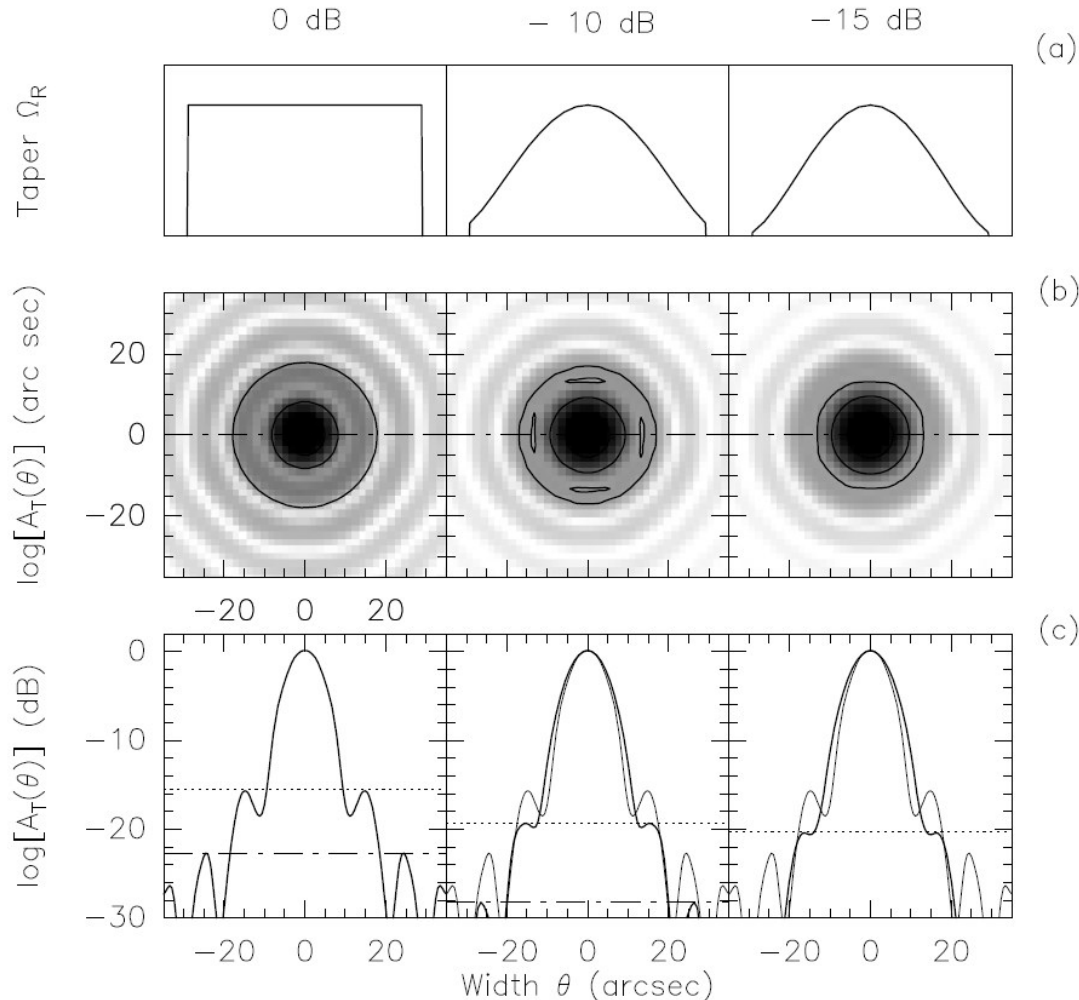 0 dB
− 10 dB
−15 dB
(a)
Taper Ω_R
(b)
log[A_T(θ)] (arc sec)
20
0
−20
−20 0 20
(c)
log[A_T(θ)] (dB)
0
−10
−20
−30
−20 0 20
−20 0 20
−20 0 20
Width θ (arcsec)